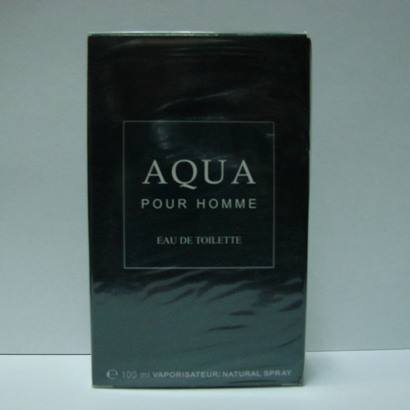 AQUA
POUR HOMME
EAU DE TOILETTE
℮ 100 ml VAPORISATEUR/NATURAL SPRAY